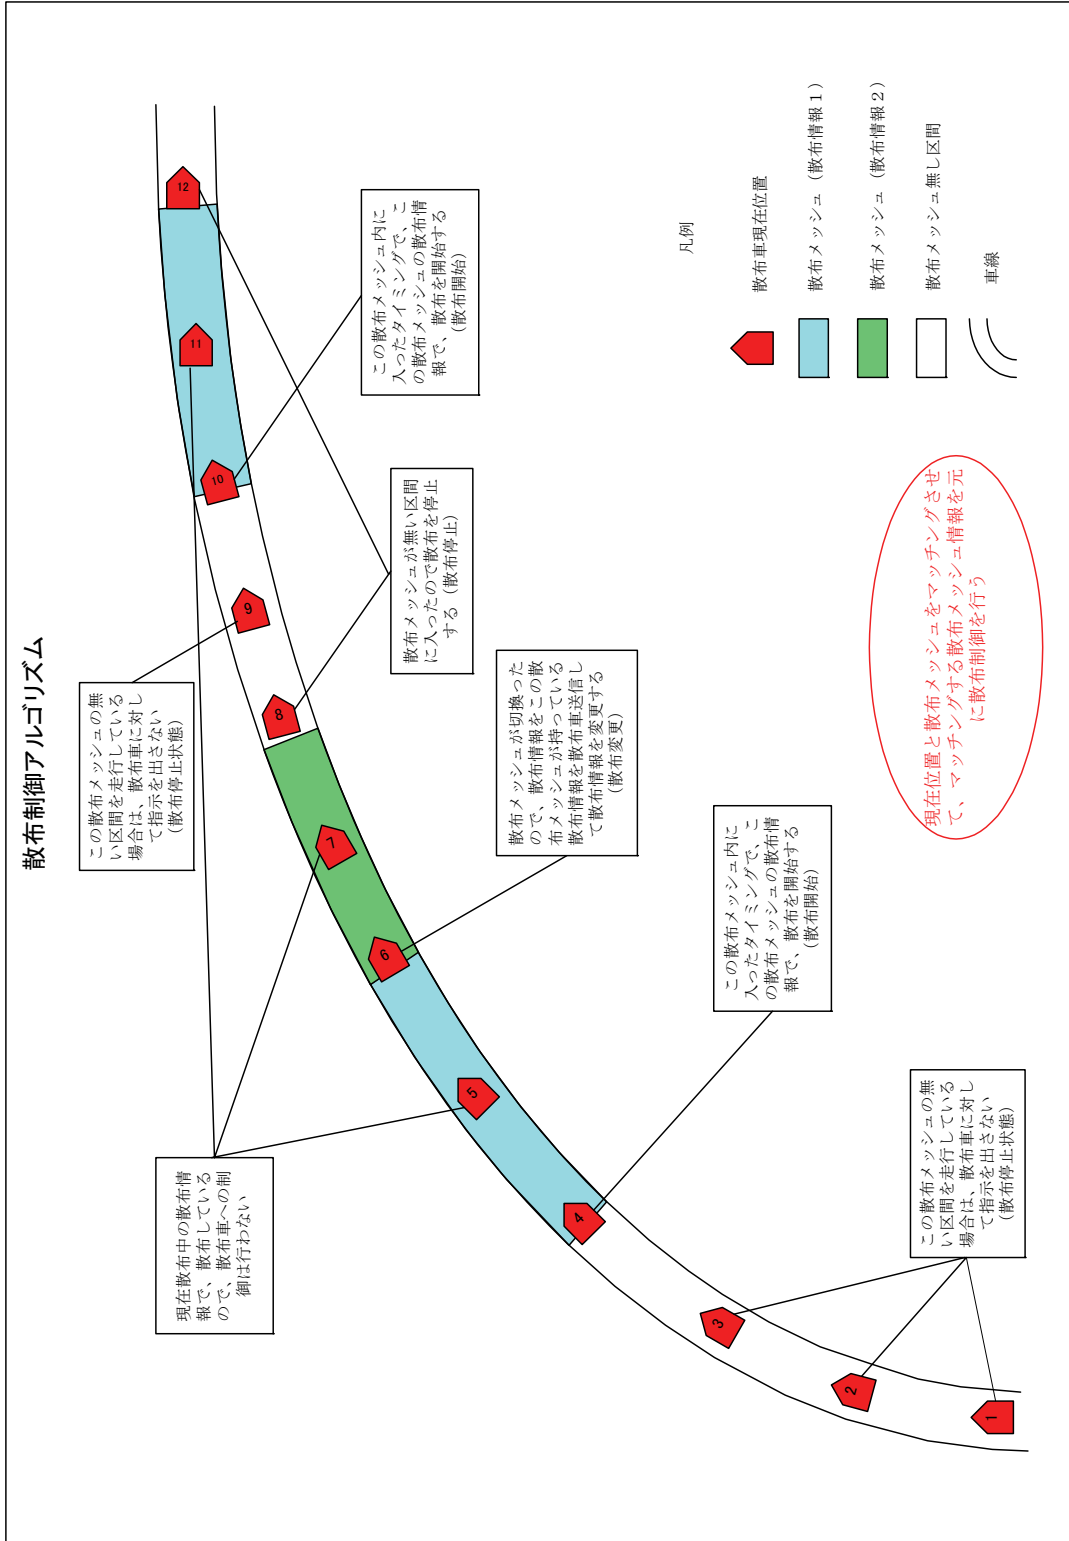 散布制御アルゴリズム
この散布メッシュの無
い区間を走行している
場合は、散布車に対し
て指示を出さない
(散布停止状態)
現在散布中の散布情
報で、散布しているの
ので、散布車への制
御は行わない
12
11
10
9
8
7
6
5
4
3
2
1
この散布メッシュ内に
入ったタイミングで、こ
の散布メッシュの散布情
報で、散布を開始する
(散布開始)
散布メッシュが無い区間
に入ったので散布を停止
する (散布停止)
散布メッシュが切換った
ので、散布情報をこの散
布メッシュが持っている
散布情報を散布車送信し
て散布情報を変更する
(散布変更)
この散布メッシュ内に
入ったタイミングで、こ
の散布メッシュの散布情
報で、散布を開始する
(散布開始)
この散布メッシュの無
い区間を走行している
場合は、散布車に対し
て指示を出さない
(散布停止状態)
凡例
散布車現在位置
散布メッシュ (散布情報1)
散布メッシュ (散布情報2)
散布メッシュ無し区間
車線
現在位置と散布メッシュをマッチングさせ
て、マッチングする散布メッシュ情報を元
に散布制御を行う